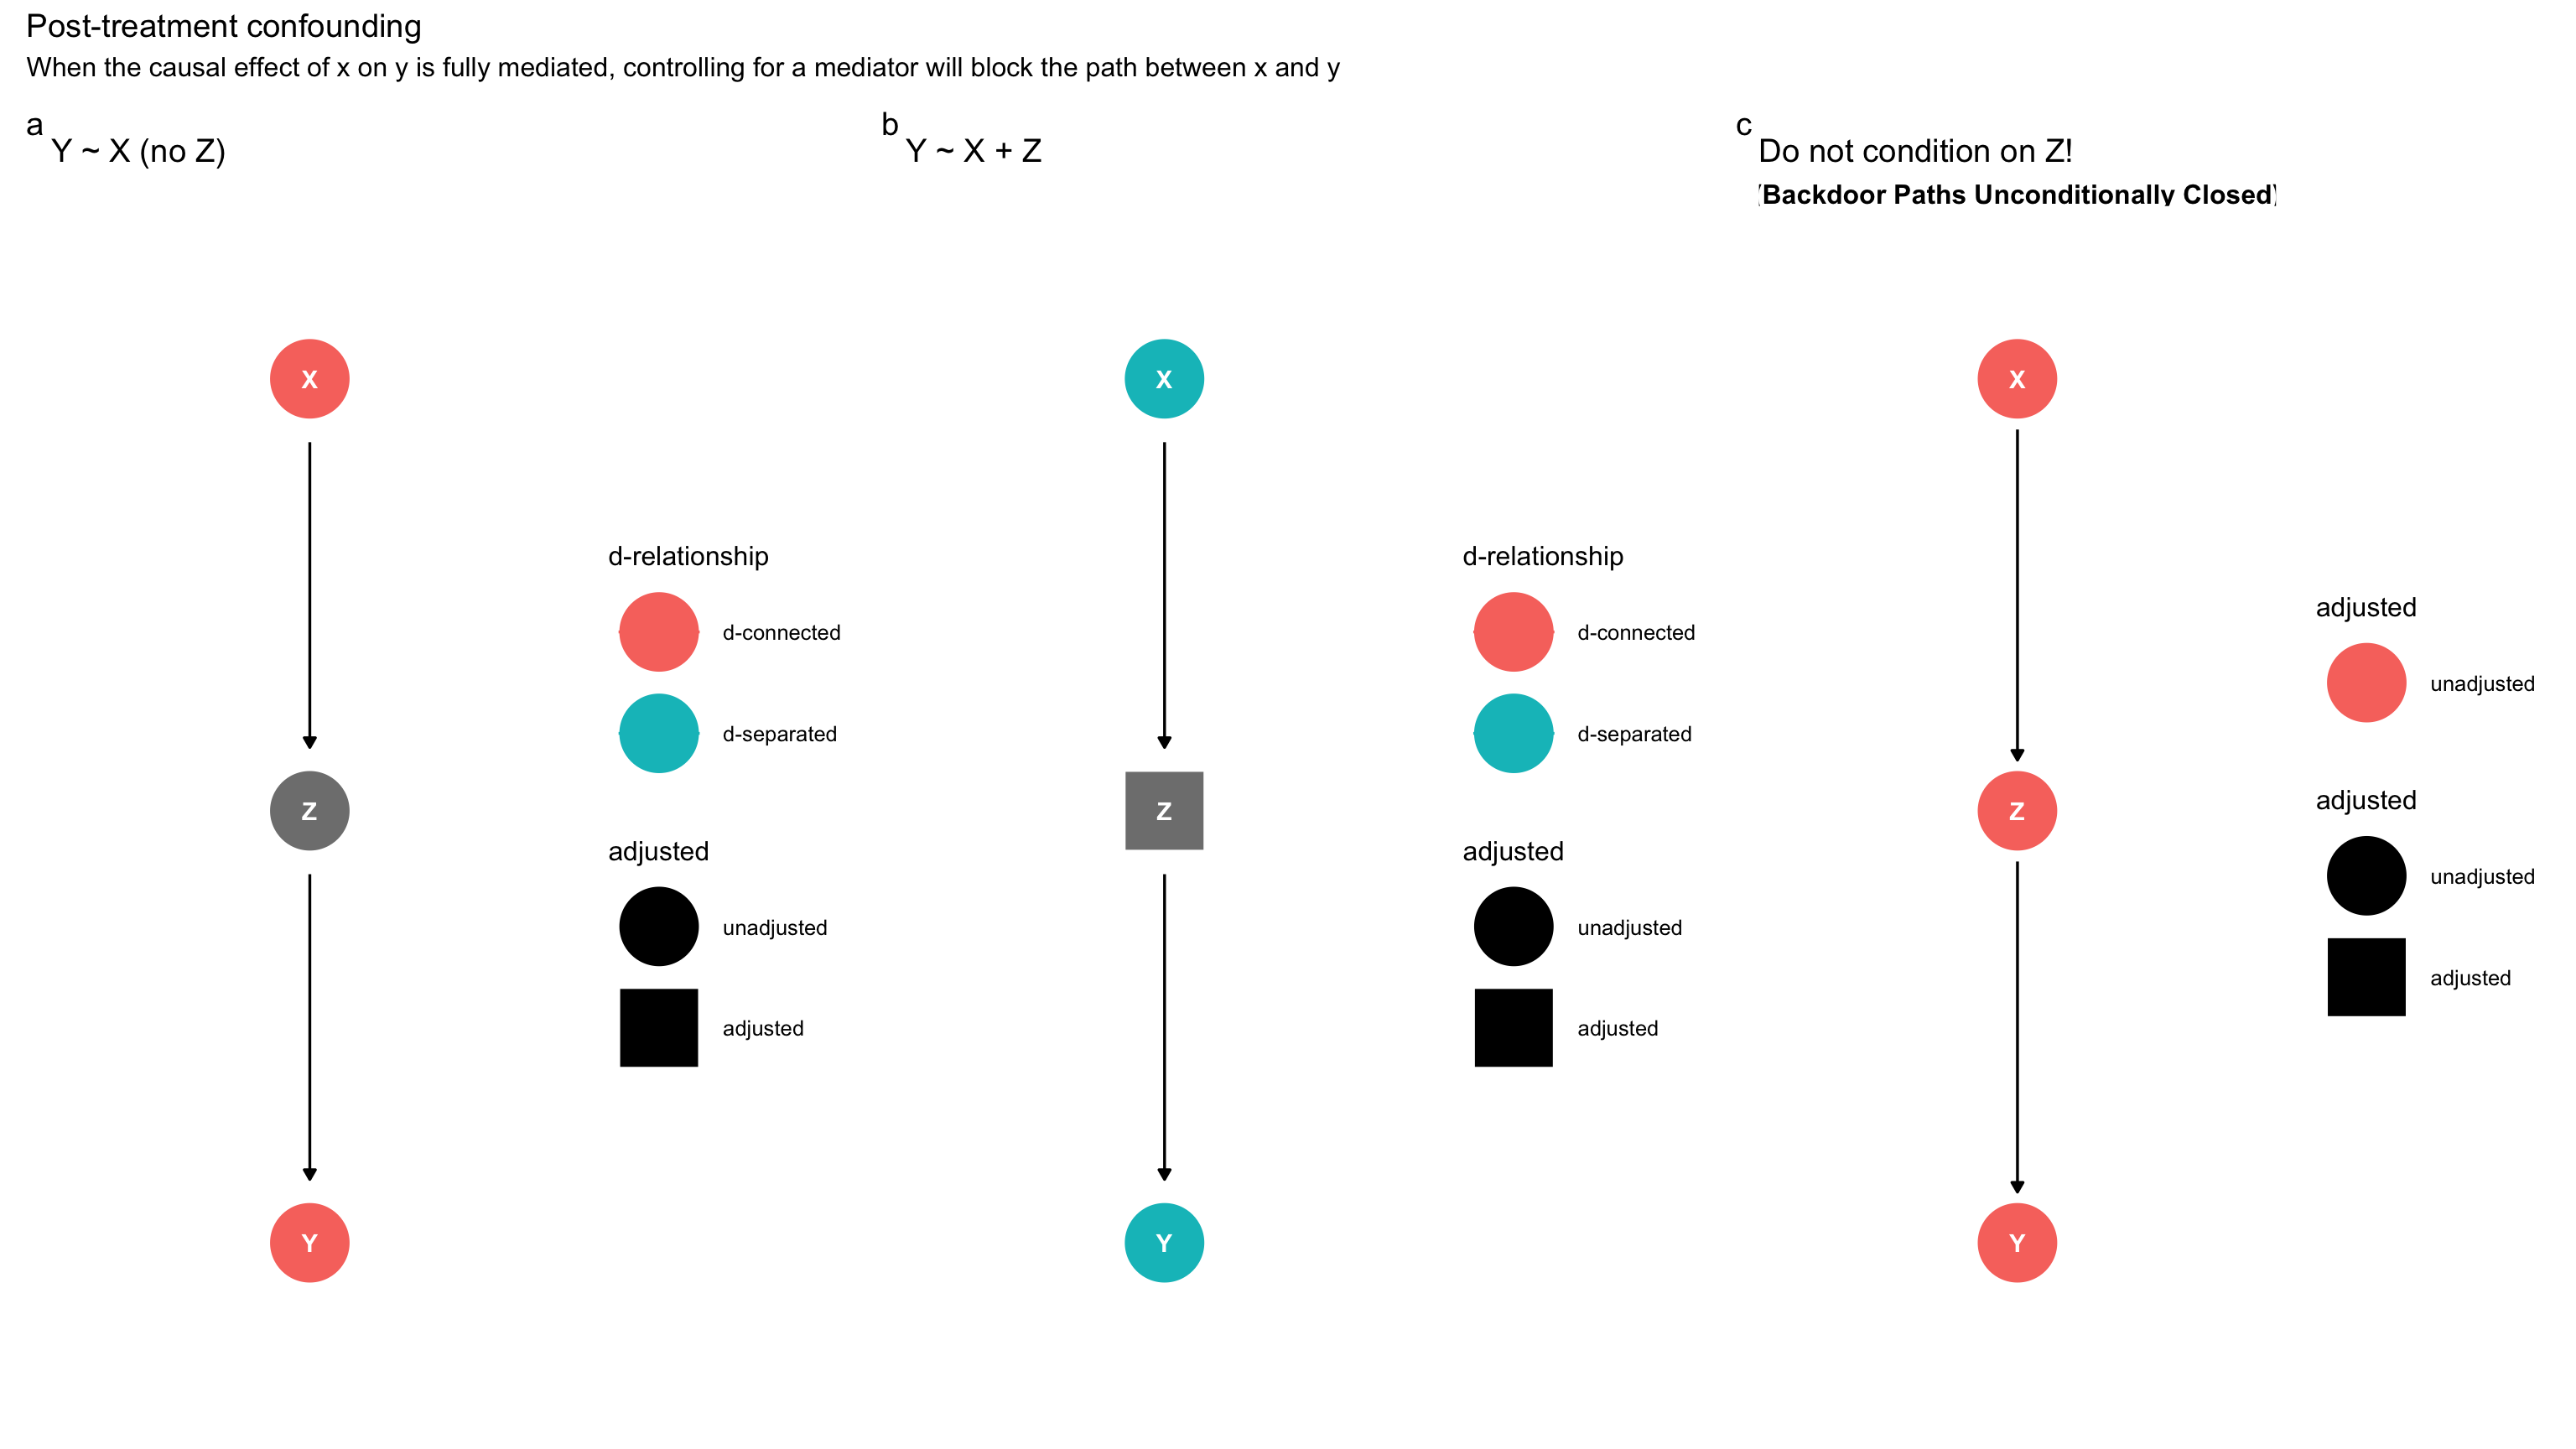 Post-treatment confounding
When the causal effect of x on y is fully mediated, controlling for a mediator will block the path between x and y
a
Y ~ X (no Z)
X
Z
Y
d-relationship
d-connected
d-separated
adjusted
unadjusted
adjusted
b
Y ~ X + Z
X
Z
Y
d-relationship
d-connected
d-separated
adjusted
unadjusted
adjusted
c
Do not condition on Z!
(Backdoor Paths Unconditionally Closed)
X
Z
Y
adjusted
unadjusted
adjusted
unadjusted
adjusted